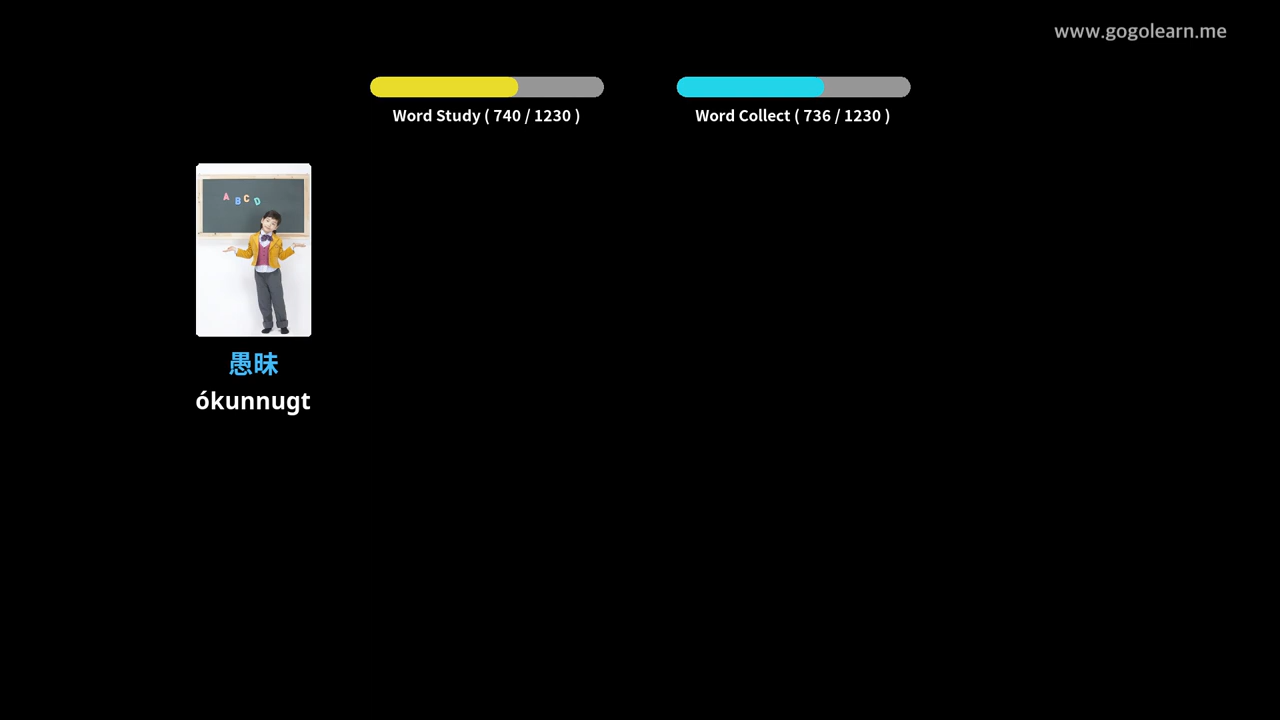 www.gogolearn.me
Word Study ( 740 / 1230 )
Word Collect ( 736 / 1230 )
A B C D
愚昧
ókunnugt